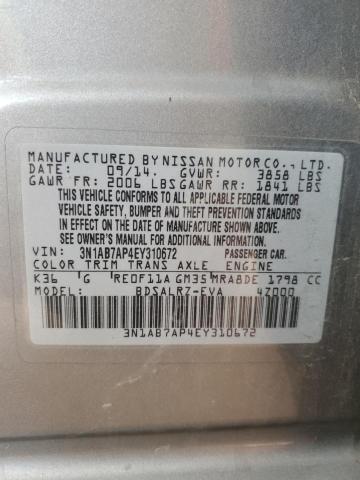 MANUFACTURED BY NISSAN MOTOR CO., LTD.
DATE: 09/14. GVWR: 3858 LBS
GAWR FR: 2006 LBS GAWR RR: 1841 LBS
THIS VEHICLE CONFORMS TO ALL APPLICABLE FEDERAL MOTOR
VEHICLE SAFETY, BUMPER AND THEFT PREVENTION STANDARDS
IN EFFECT ON THE DATE OF MANUFACTURE SHOWN ABOVE.
SEE OWNER'S MANUAL FOR ADDITIONAL INFORMATION
VIN: 3N1AB7AP4EY310672 PASSENGER CAR.
COLOR TRIM TRANS AXLE ENGINE
K36 G RE0F11A GM35 MRA8DE 1798 CC
MODEL: BDSALRZ-EVA 4Z000
3N1AB7AP4EY310672